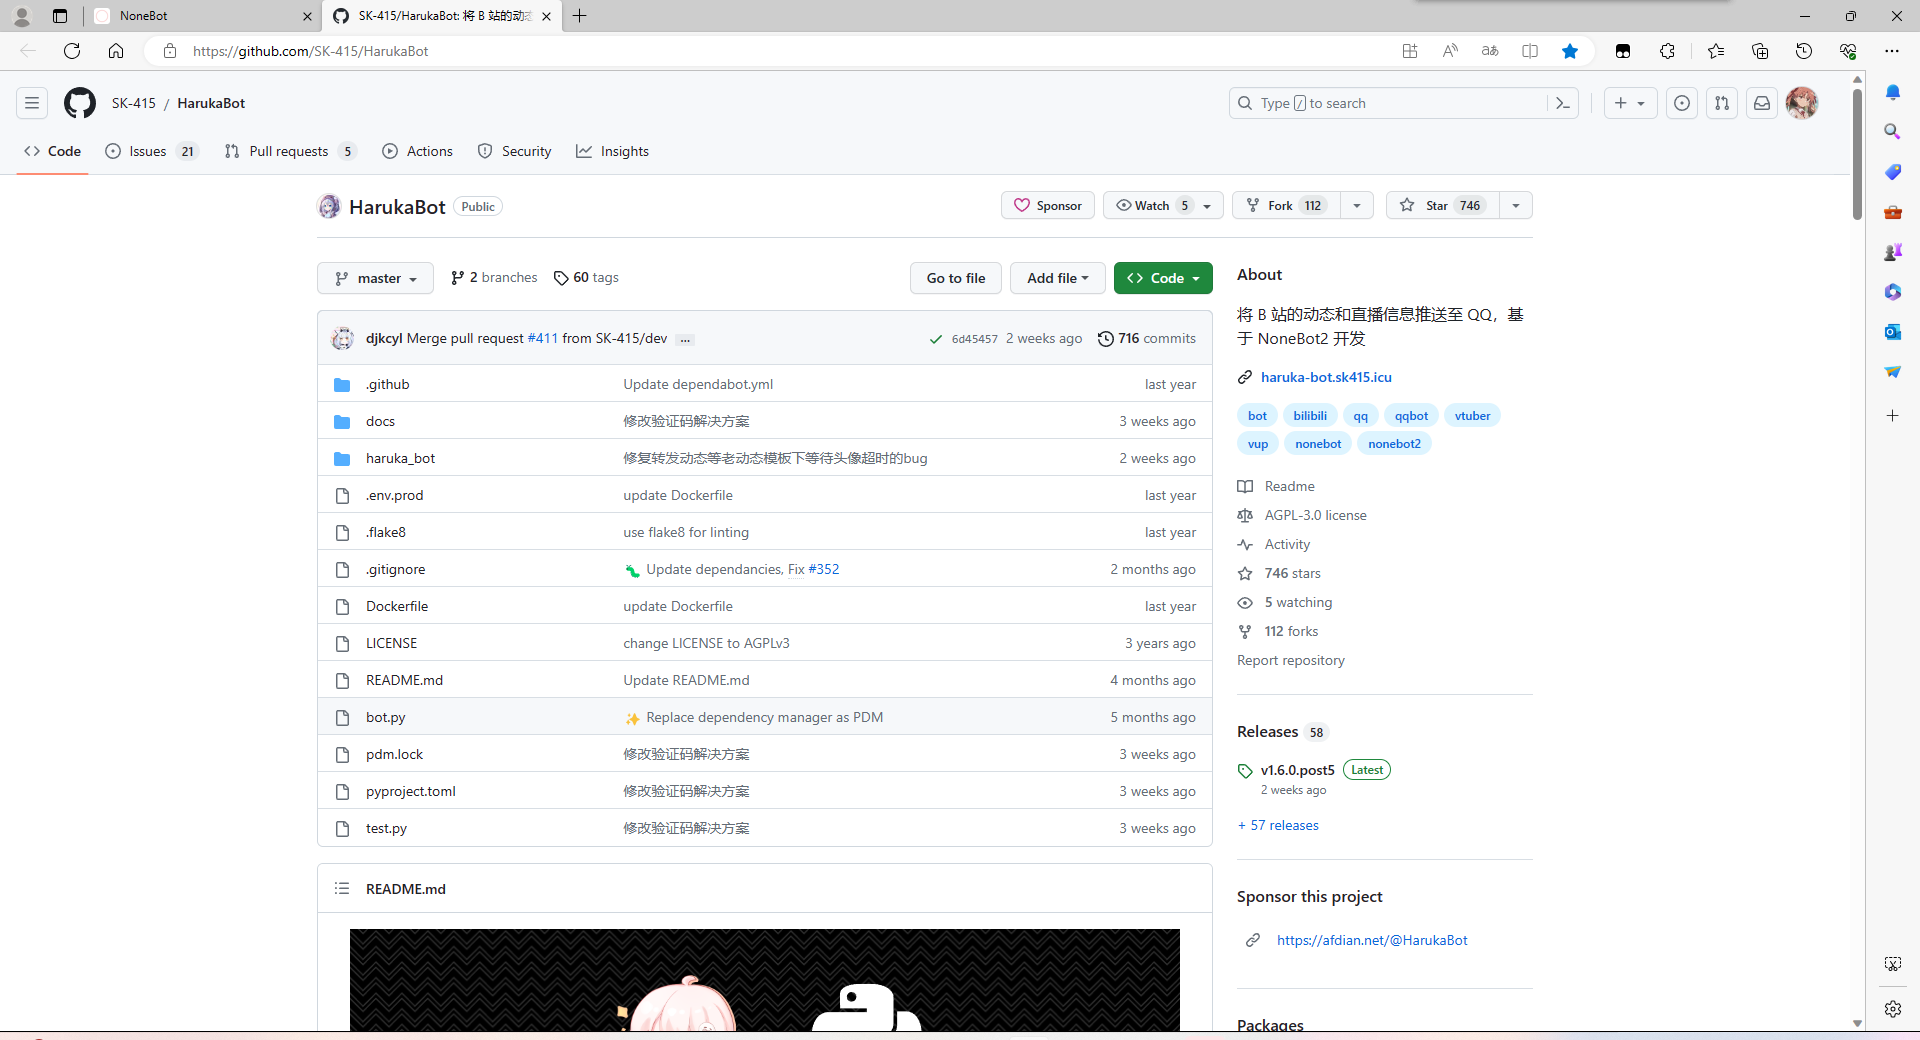 NoneBot
SK-415/HarukaBot: 将 B 站的动态
https://github.com/SK-415/HarukaBot
SK-415 / HarukaBot
Type / to search
Code
Issues 21
Pull requests 5
Actions
Security
Insights
HarukaBot Public
Sponsor
Watch 5
Fork 112
Star 746
master
2 branches
60 tags
Go to file
Add file
Code
djkcyl Merge pull request #411 from SK-415/dev ...
6d45457 2 weeks ago
716 commits
.github Update dependabot.yml last year
docs 修改验证码解决方案 3 weeks ago
haruka_bot 修复转发动态等老动态模板下等待头像超时的bug 2 weeks ago
.env.prod update Dockerfile last year
.flake8 use flake8 for linting last year
.gitignore Update dependancies, Fix #352 2 months ago
Dockerfile update Dockerfile last year
LICENSE change LICENSE to AGPLv3 3 years ago
README.md Update README.md 4 months ago
bot.py Replace dependency manager as PDM 5 months ago
pdm.lock 修改验证码解决方案 3 weeks ago
pyproject.toml 修改验证码解决方案 3 weeks ago
test.py 修改验证码解决方案 3 weeks ago
README.md
About
将 B 站的动态和直播信息推送至 QQ，基
于 NoneBot2 开发
haruka-bot.sk415.icu
bot bilibili qq qqbot vtuber
vup nonebot nonebot2
Readme
AGPL-3.0 license
Activity
746 stars
5 watching
112 forks
Report repository
Releases 58
v1.6.0.post5 Latest
2 weeks ago
+ 57 releases
Sponsor this project
https://afdian.net/@HarukaBot
Packages